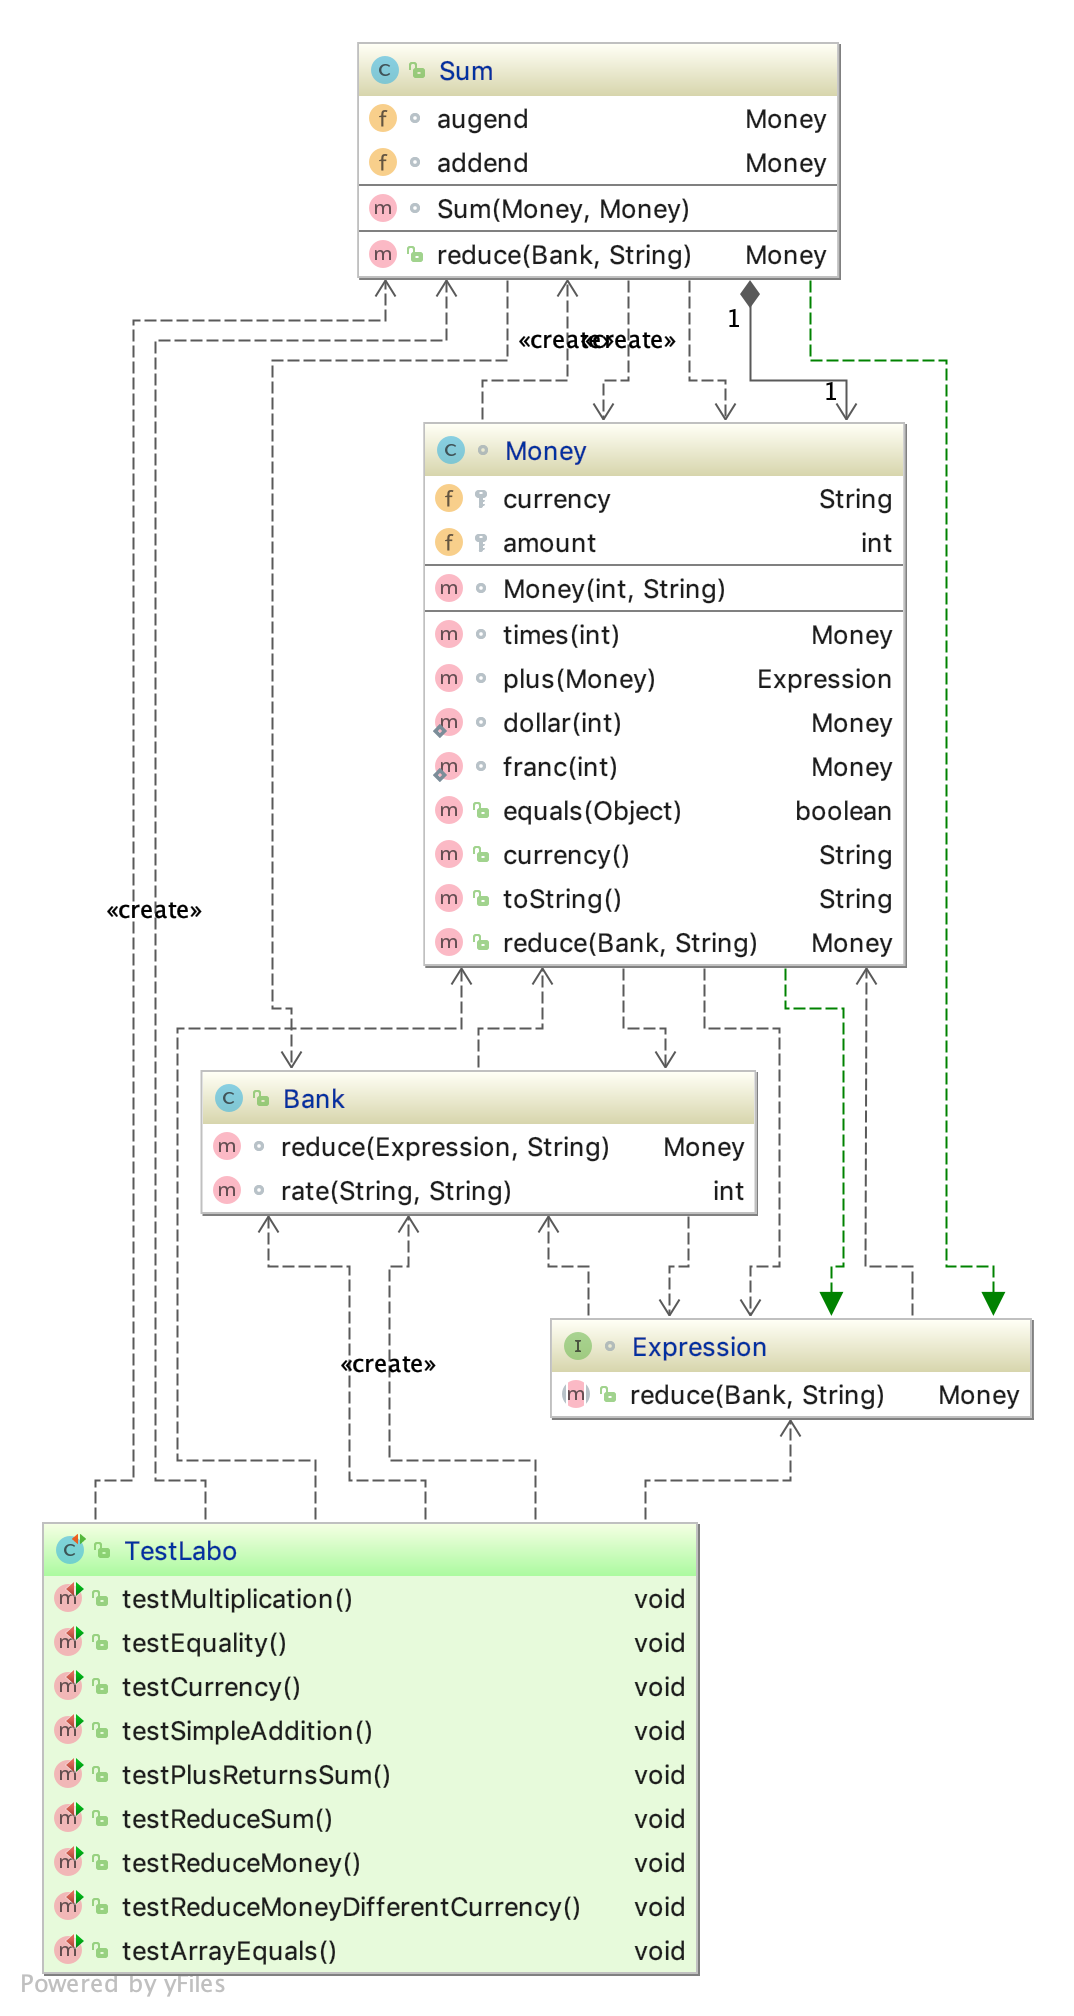 Sum
augend Money
addend Money
Sum(Money, Money)
reduce(Bank, String) Money
«create»
«create»
1
1
Money
currency String
amount int
Money(int, String)
times(int) Money
plus(Money) Expression
dollar(int) Money
franc(int) Money
equals(Object) boolean
currency() String
toString() String
reduce(Bank, String) Money
«create»
Bank
reduce(Expression, String) Money
rate(String, String) int
«create»
Expression
reduce(Bank, String) Money
TestLabo
testMultiplication() void
testEquality() void
testCurrency() void
testSimpleAddition() void
testPlusReturnsSum() void
testReduceSum() void
testReduceMoney() void
testReduceMoneyDifferentCurrency() void
testArrayEquals() void
Powered by yFiles